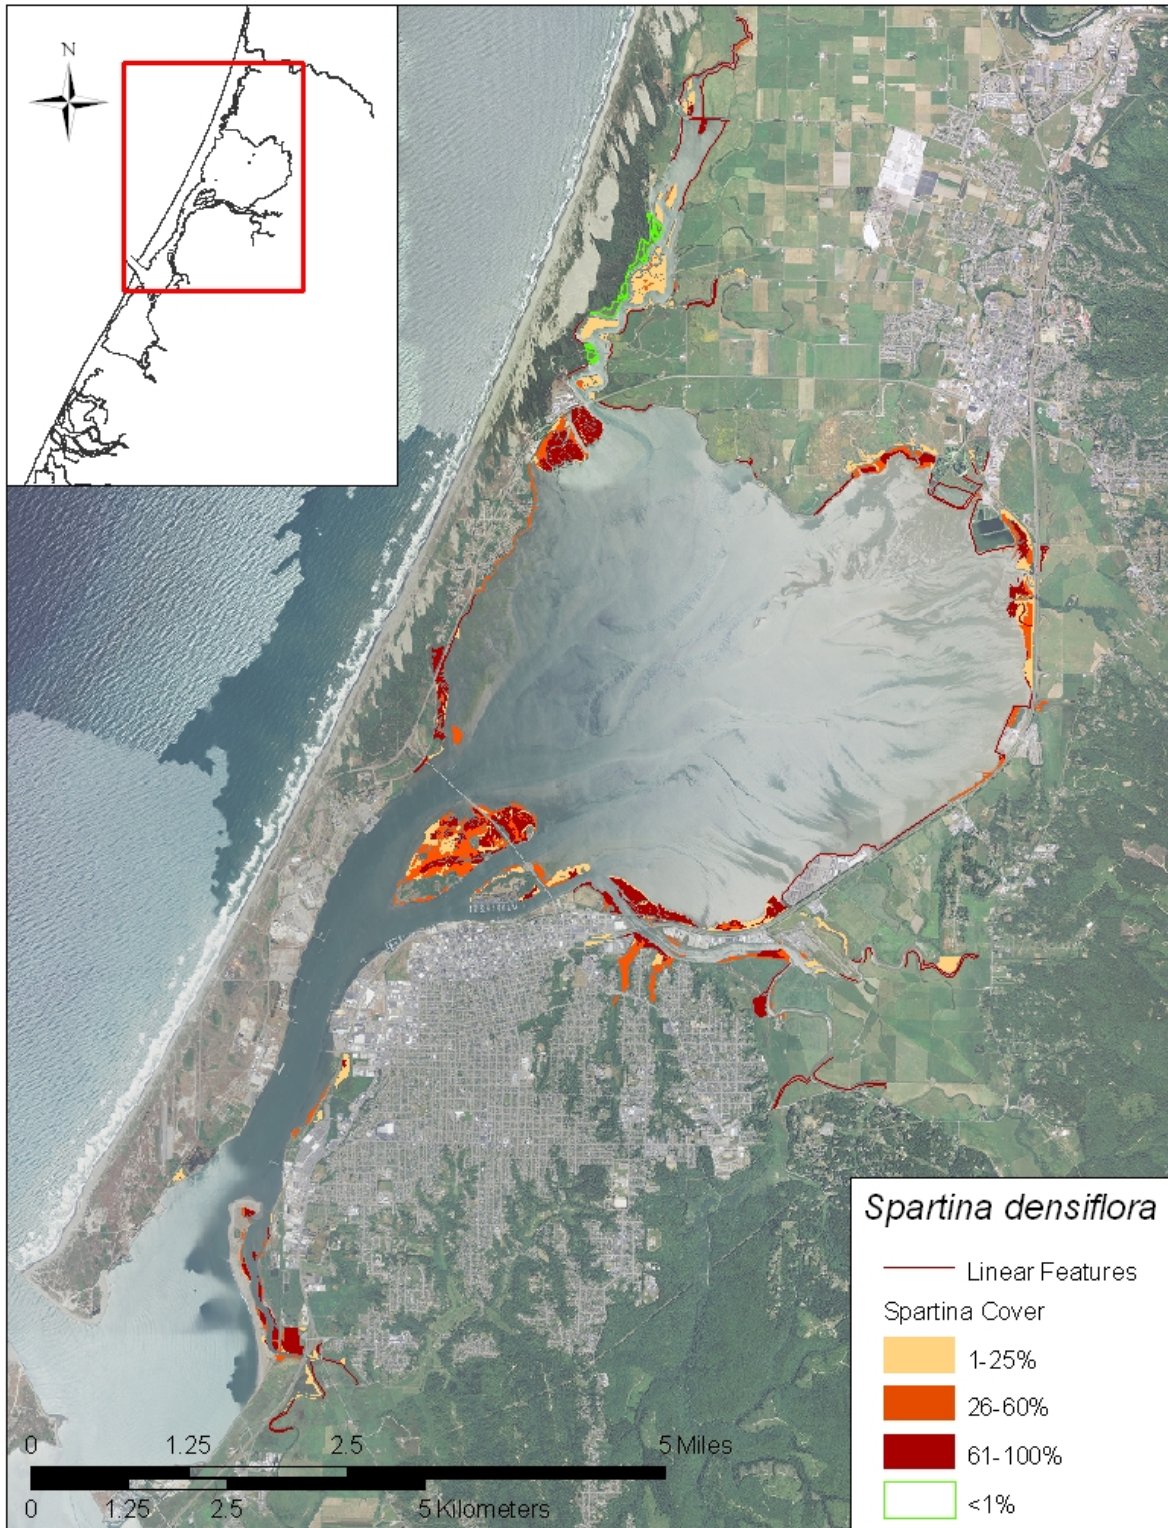 N
Spartina densiflora
Linear Features
Spartina Cover
1-25%
26-60%
61-100%
<1%
0 1.25 2.5 5 Miles
0 1.25 2.5 5 Kilometers